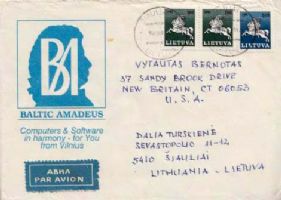 LIETUVA LIETUVA LIETUVA
VYTAUTAS BERNOTAS
37 SANDY BROOK DRIVE
NEW BRITAIN, CT 06053
U.S.A.
BA
BALTIC AMADEUS
Computers & Software
in harmony - for You
from Vilnius
DALIA TURSKIENĖ
SEVASTOPOLIO 11-12
5410 ŠIAULIAI
LITHUANIA - LIETUVA
АВИА
PAR AVION